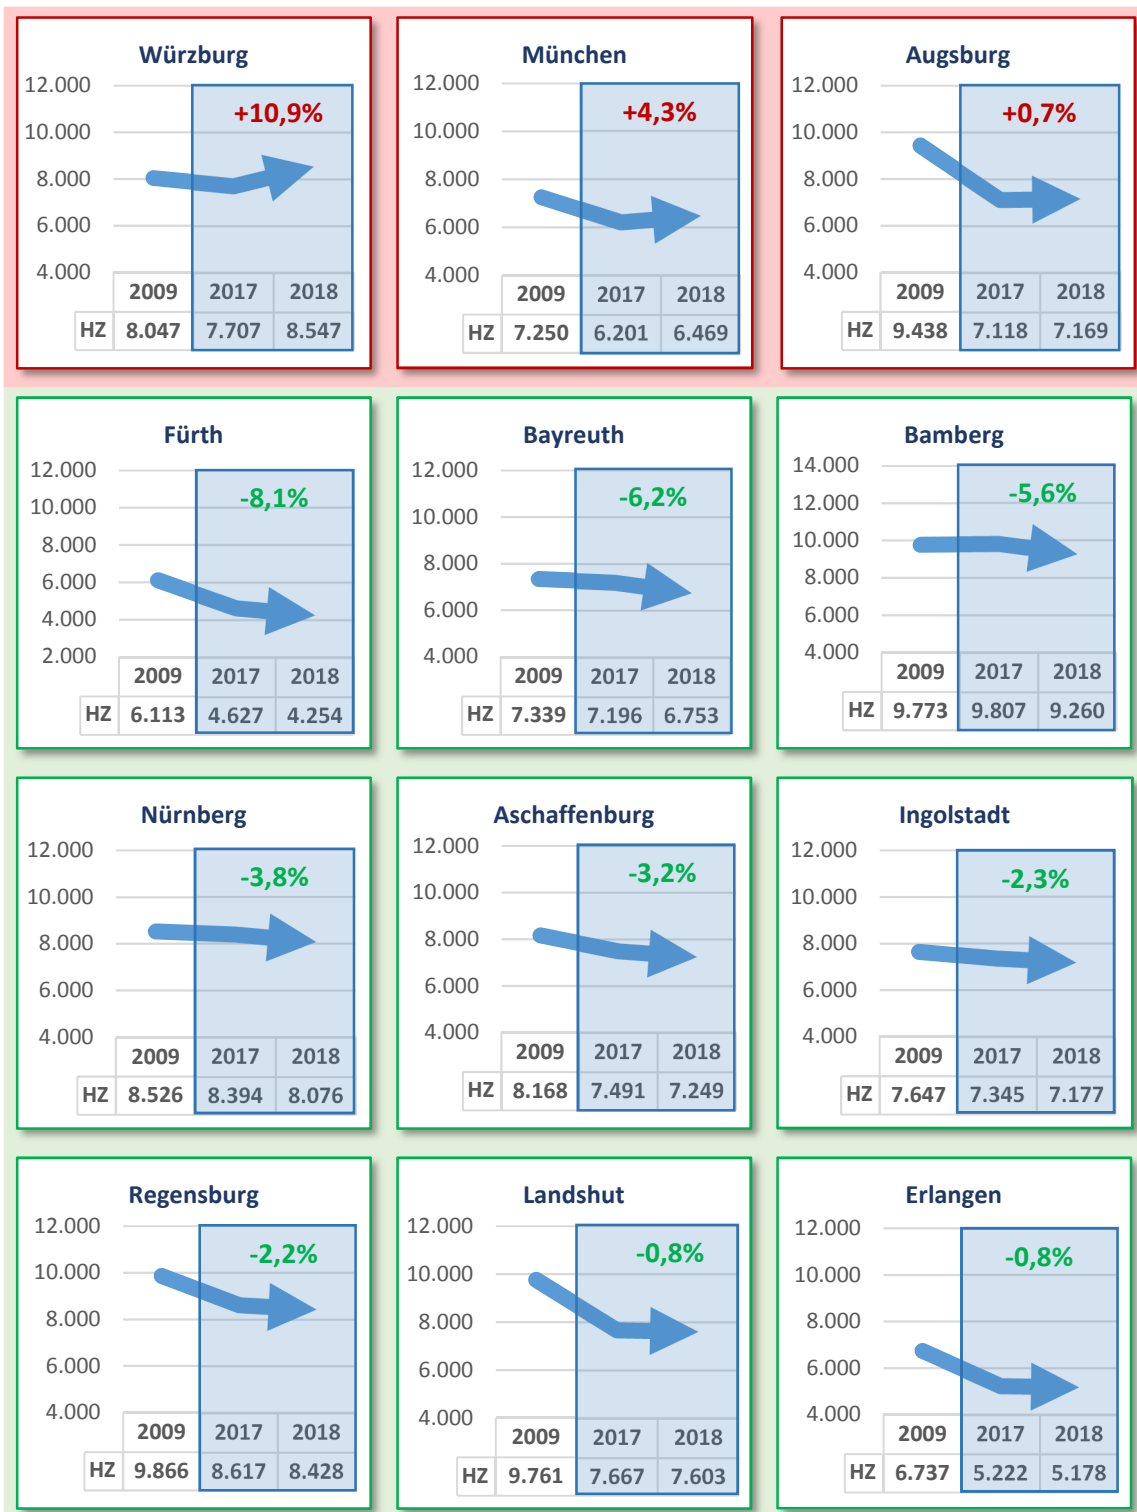 Würzburg
12.000
10.000
8.000
6.000
4.000
+10,9%
2009 2017 2018
HZ 8.047 7.707 8.547
München
12.000
10.000
8.000
6.000
4.000
+4,3%
2009 2017 2018
HZ 7.250 6.201 6.469
Augsburg
12.000
10.000
8.000
6.000
4.000
+0,7%
2009 2017 2018
HZ 9.438 7.118 7.169
Fürth
12.000
10.000
8.000
6.000
4.000
2.000
-8,1%
2009 2017 2018
HZ 6.113 4.627 4.254
Bayreuth
12.000
10.000
8.000
6.000
4.000
-6,2%
2009 2017 2018
HZ 7.339 7.196 6.753
Bamberg
14.000
12.000
10.000
8.000
6.000
4.000
-5,6%
2009 2017 2018
HZ 9.773 9.807 9.260
Nürnberg
12.000
10.000
8.000
6.000
4.000
-3,8%
2009 2017 2018
HZ 8.526 8.394 8.076
Aschaffenburg
12.000
10.000
8.000
6.000
4.000
-3,2%
2009 2017 2018
HZ 8.168 7.491 7.249
Ingolstadt
12.000
10.000
8.000
6.000
4.000
-2,3%
2009 2017 2018
HZ 7.647 7.345 7.177
Regensburg
12.000
10.000
8.000
6.000
4.000
-2,2%
2009 2017 2018
HZ 9.866 8.617 8.428
Landshut
12.000
10.000
8.000
6.000
4.000
-0,8%
2009 2017 2018
HZ 9.761 7.667 7.603
Erlangen
12.000
10.000
8.000
6.000
4.000
-0,8%
2009 2017 2018
HZ 6.737 5.222 5.178